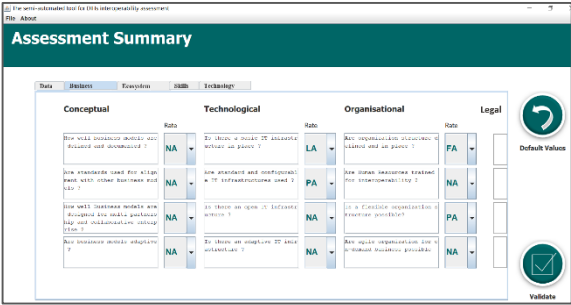 The semi-automated tool for DIHs interoperability assessment
File About
Assessment Summary
Data Business Ecosystem Skills Technology
Conceptual Technological Organisational Legal
Rate Rate Rate
How well business models are
defined and documented ?
NA
Is there a basic IT infrastr
ucture in place ?
LA
Are organisation structure d
efined and in place ?
FA
Are standards used for align
ment with other business mod
els ?
NA
Are standard and configurabl
e IT infrastructures used ?
PA
Are Human Resources trained
for interoperability ?
NA
How well business models are
designed for multi partners
hip and collaborative enterp
rise ?
NA
Is there an open IT infrastr
ucture ?
NA
Is a flexible organisation s
tructure possible?
PA
Are business models adaptive
?
NA
Is there an adaptive IT infr
astructure ?
NA
Are agile organisation for o
n-demand business possible
NA
Default Values
Validate